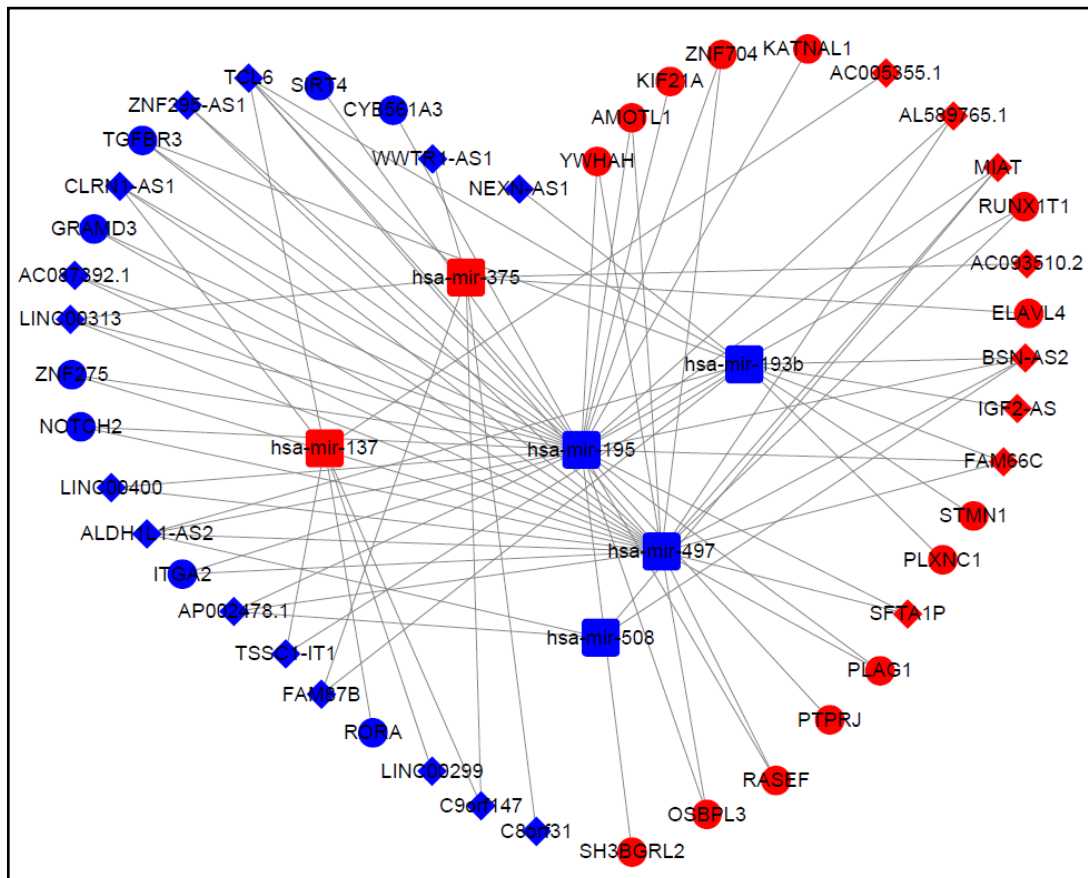 ZNF704
KATNAL1
AC005355.1
KIF21A
TCL6
SIRT4
ZNF295-AS1
CYB561A3
AMOTL1
AL589765.1
TGFBR3
WWTR1-AS1
YWHAH
MIAT
CLRN1-AS1
NEXN-AS1
RUNX1T1
GRAMD3
AC093510.2
AC087392.1
hsa-mir-375
LINC00313
ELAVL4
BSN-AS2
hsa-mir-193b
ZNF275
IGF2-AS
NOTCH2
hsa-mir-137
hsa-mir-195
FAM66C
LINC00400
STMN1
ALDH1L1-AS2
hsa-mir-497
PLXNC1
ITGA2
AP002478.1
SFTA1P
hsa-mir-508
TSSC1-IT1
PLAG1
FAM87B
PTPRJ
RORA
LINC00299
RASEF
C9orf147
OSBPL3
C8orf31
SH3BGRL2